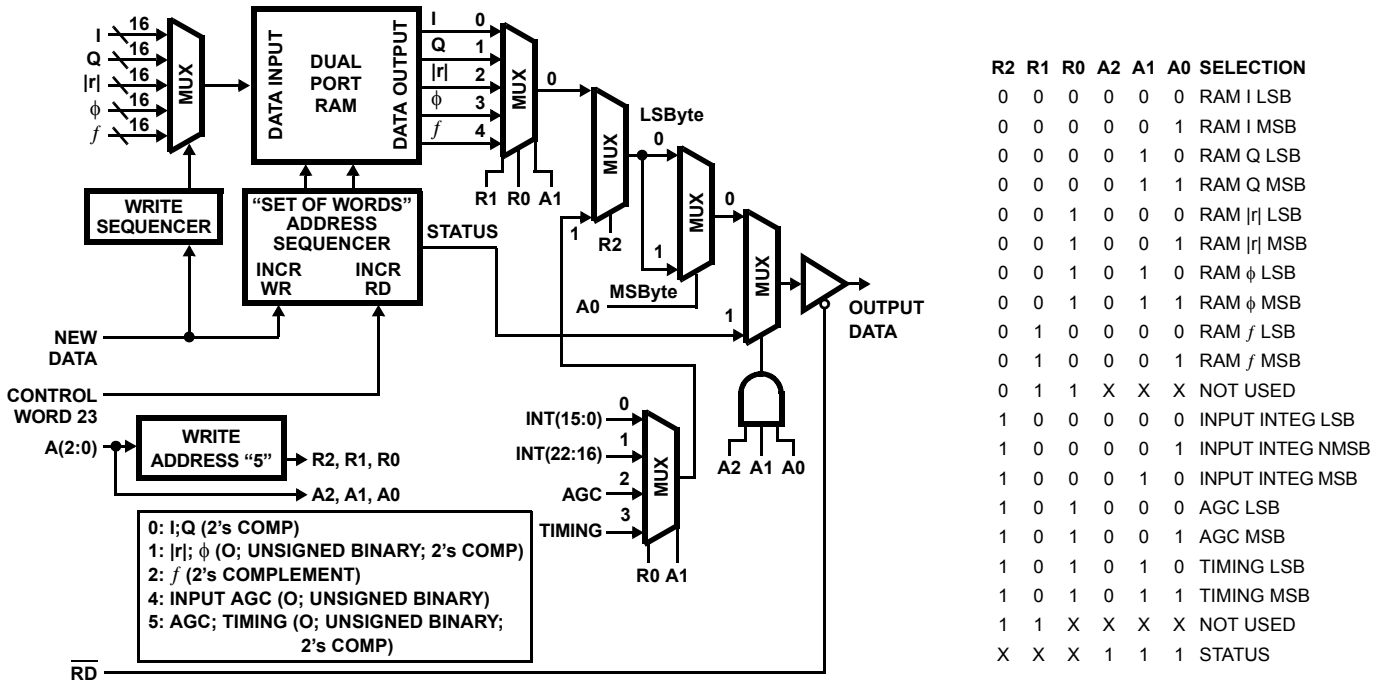 I 16
Q 16
|r| 16
ϕ 16
f 16
MUX
DATA INPUT
DUAL
PORT
RAM
DATA OUTPUT
I 0
Q 1
|r| 2
ϕ 3
f 4
MUX
R1 R0 A1
0
1
MUX
R2
LSByte
0
1
MSByte
MUX
A0
0
1
MUX
OUTPUT
DATA
WRITE
SEQUENCER
"SET OF WORDS"
ADDRESS
SEQUENCER
INCR INCR
WR RD
STATUS
NEW
DATA
CONTROL
WORD 23
A(2:0)
WRITE
ADDRESS "5"
R2, R1, R0
A2, A1, A0
INT(15:0) 0
INT(22:16) 1
AGC 2
TIMING 3
MUX
R0 A1
A2 A1 A0
0: I;Q (2's COMP)
1: |r|; ϕ (O; UNSIGNED BINARY; 2's COMP)
2: f (2's COMPLEMENT)
4: INPUT AGC (O; UNSIGNED BINARY)
5: AGC; TIMING (O; UNSIGNED BINARY;
2's COMP)
RD
R2 R1 R0 A2 A1 A0 SELECTION
0 0 0 0 0 0 RAM I LSB
0 0 0 0 0 1 RAM I MSB
0 0 0 0 1 0 RAM Q LSB
0 0 0 0 1 1 RAM Q MSB
0 0 1 0 0 0 RAM |r| LSB
0 0 1 0 0 1 RAM |r| MSB
0 0 1 0 1 0 RAM ϕ LSB
0 0 1 0 1 1 RAM ϕ MSB
0 1 0 0 0 0 RAM f LSB
0 1 0 0 0 1 RAM f MSB
0 1 1 X X X NOT USED
1 0 0 0 0 0 INPUT INTEG LSB
1 0 0 0 0 1 INPUT INTEG NMSB
1 0 0 0 1 0 INPUT INTEG MSB
1 0 1 0 0 0 AGC LSB
1 0 1 0 0 1 AGC MSB
1 0 1 0 1 0 TIMING LSB
1 0 1 0 1 1 TIMING MSB
1 1 X X X X NOT USED
X X X 1 1 1 STATUS